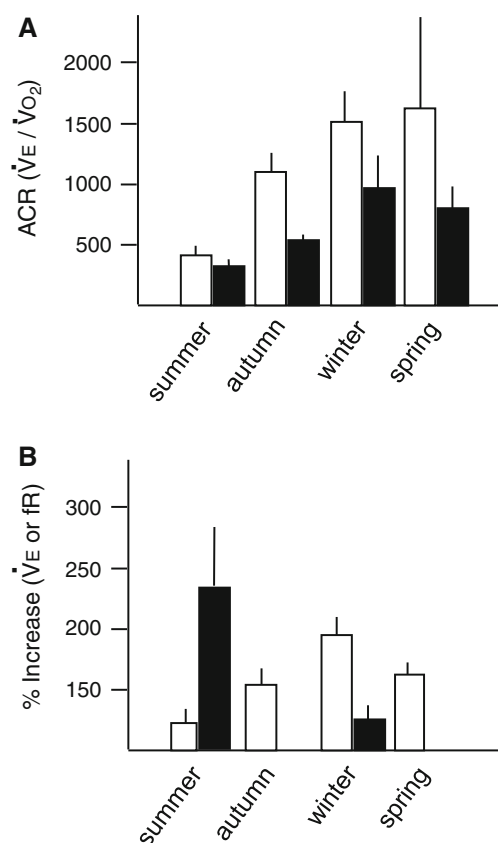 A
ACR (V̇E / V̇O₂)
2000
1500
1000
500
summer
autumn
winter
spring
B
% Increase (V̇E or fR)
300
250
200
150
summer
autumn
winter
spring